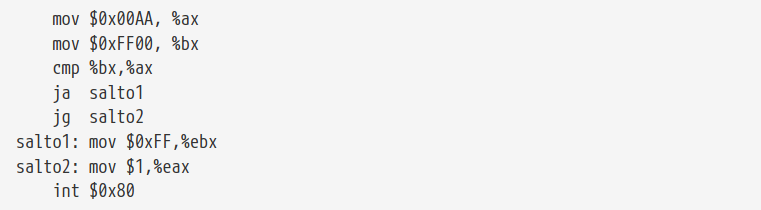 mov $0x00AA, %ax
mov $0xFF00, %bx
cmp %bx,%ax
ja salto1
jg salto2
salto1: mov $0xFF,%ebx
salto2: mov $1,%eax
int $0x80